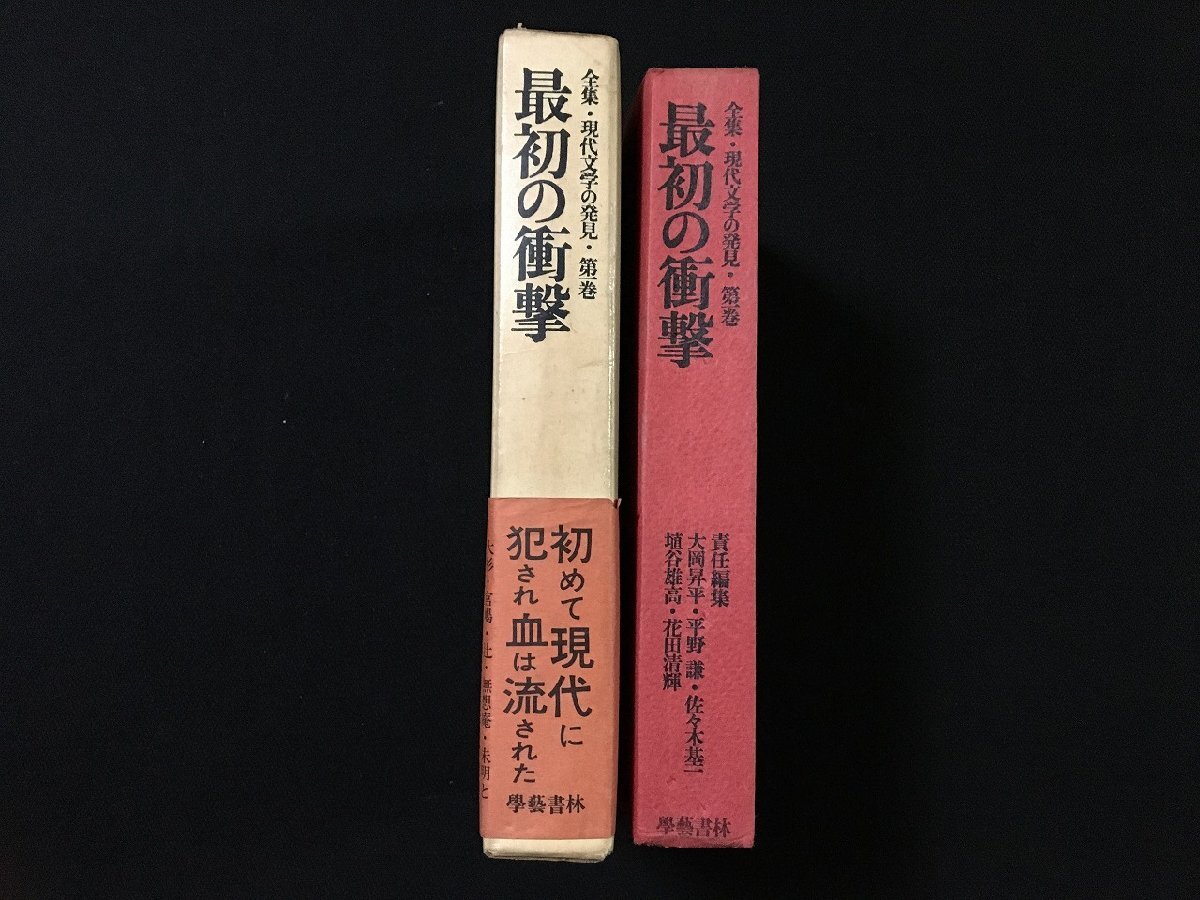 全集・現代文学の発見・第一巻
最初の衝撃
初めて現代に
犯され血は流された
學藝書林
全集・現代文学の発見・第一巻
最初の衝撃
責任編集
大岡昇平・平野 謙・佐々木基一
埴谷雄高・花田清輝
學藝書林